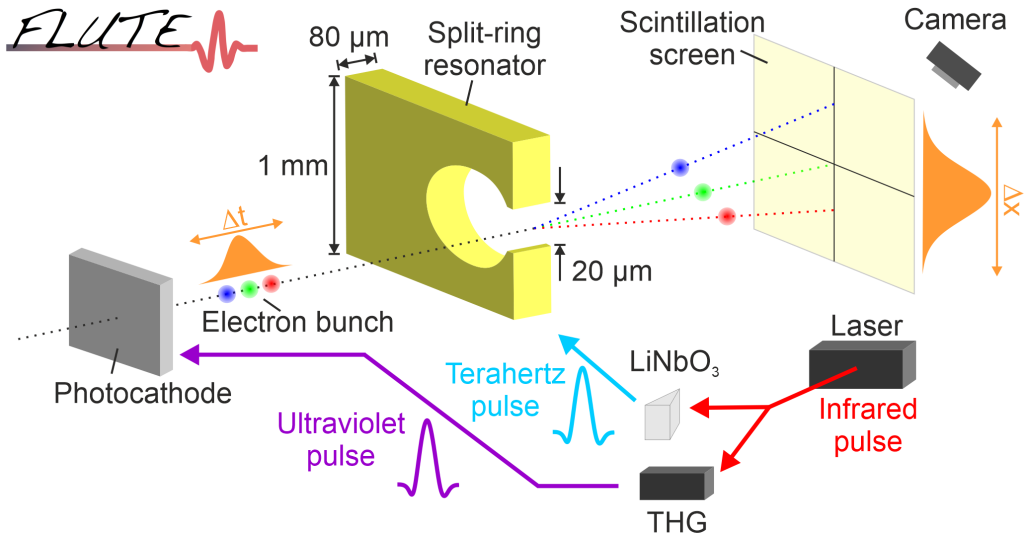 FLUTE
80 µm
Split-ring
resonator
Scintillation
screen
Camera
1 mm
Δt
Δx
20 µm
Electron bunch
Photocathode
Terahertz
pulse
LiNbO₃
Laser
Infrared
pulse
Ultraviolet
pulse
THG